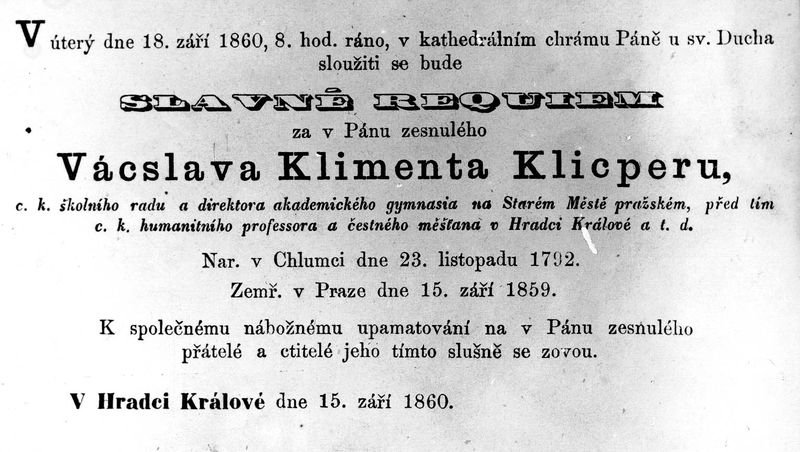 V úterý dne 18. září 1860, 8. hod. ráno, v kathedrálním chrámu Páně u sv. Ducha
sloužiti se bude
SLAVNÉ REQUIEM
za v Pánu zesnulého
Vácslava Klimenta Klicperu,
c. k. školního radu a direktora akademického gymnasia na Starém Městě pražském, před tím
c. k. humanitního professora a čestného měšťana v Hradci Králové a t. d.
Nar. v Chlumci dne 23. listopadu 1792.
Zemř. v Praze dne 15. září 1859.
K společnému nábožnému upamatování na v Pánu zesnulého
přátelé a ctitelé jeho tímto slušně se zovou.
V Hradci Králové dne 15. září 1860.